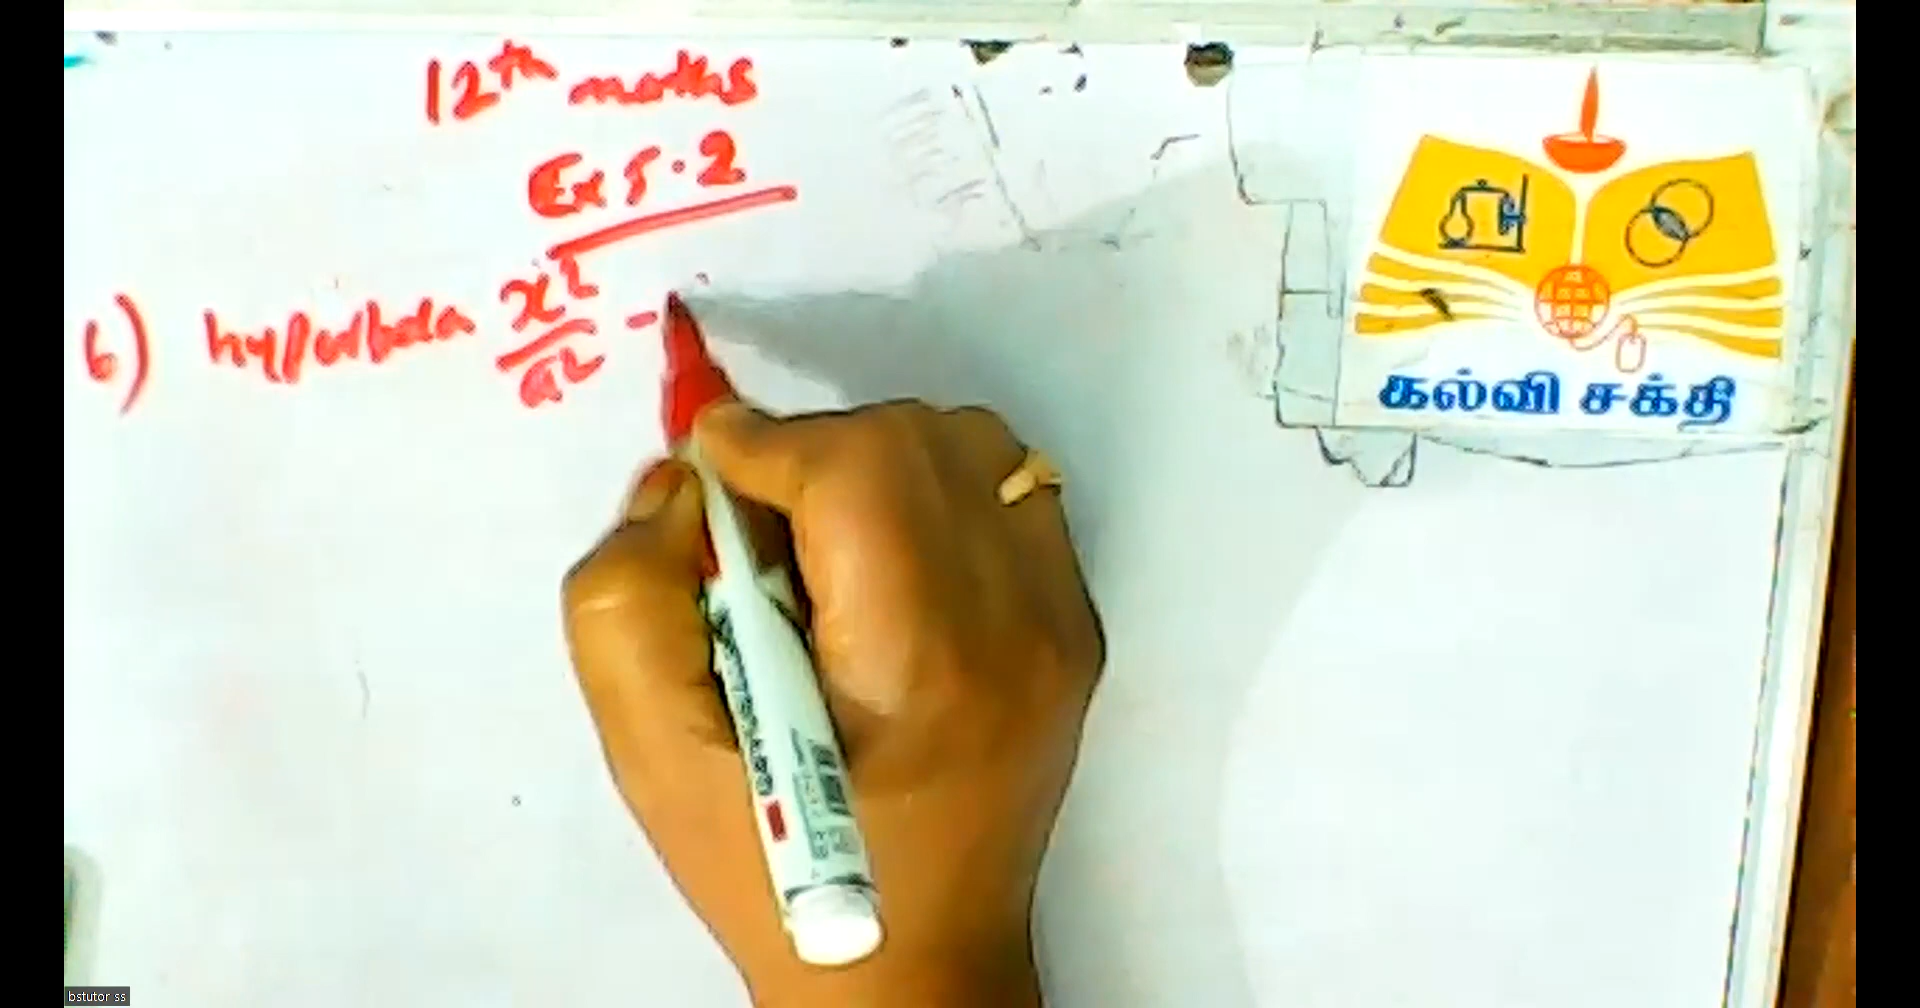 12th maths
Ex 5.2
6) hyperbola x²/a² -
கல்வி சக்தி
bstutor ss